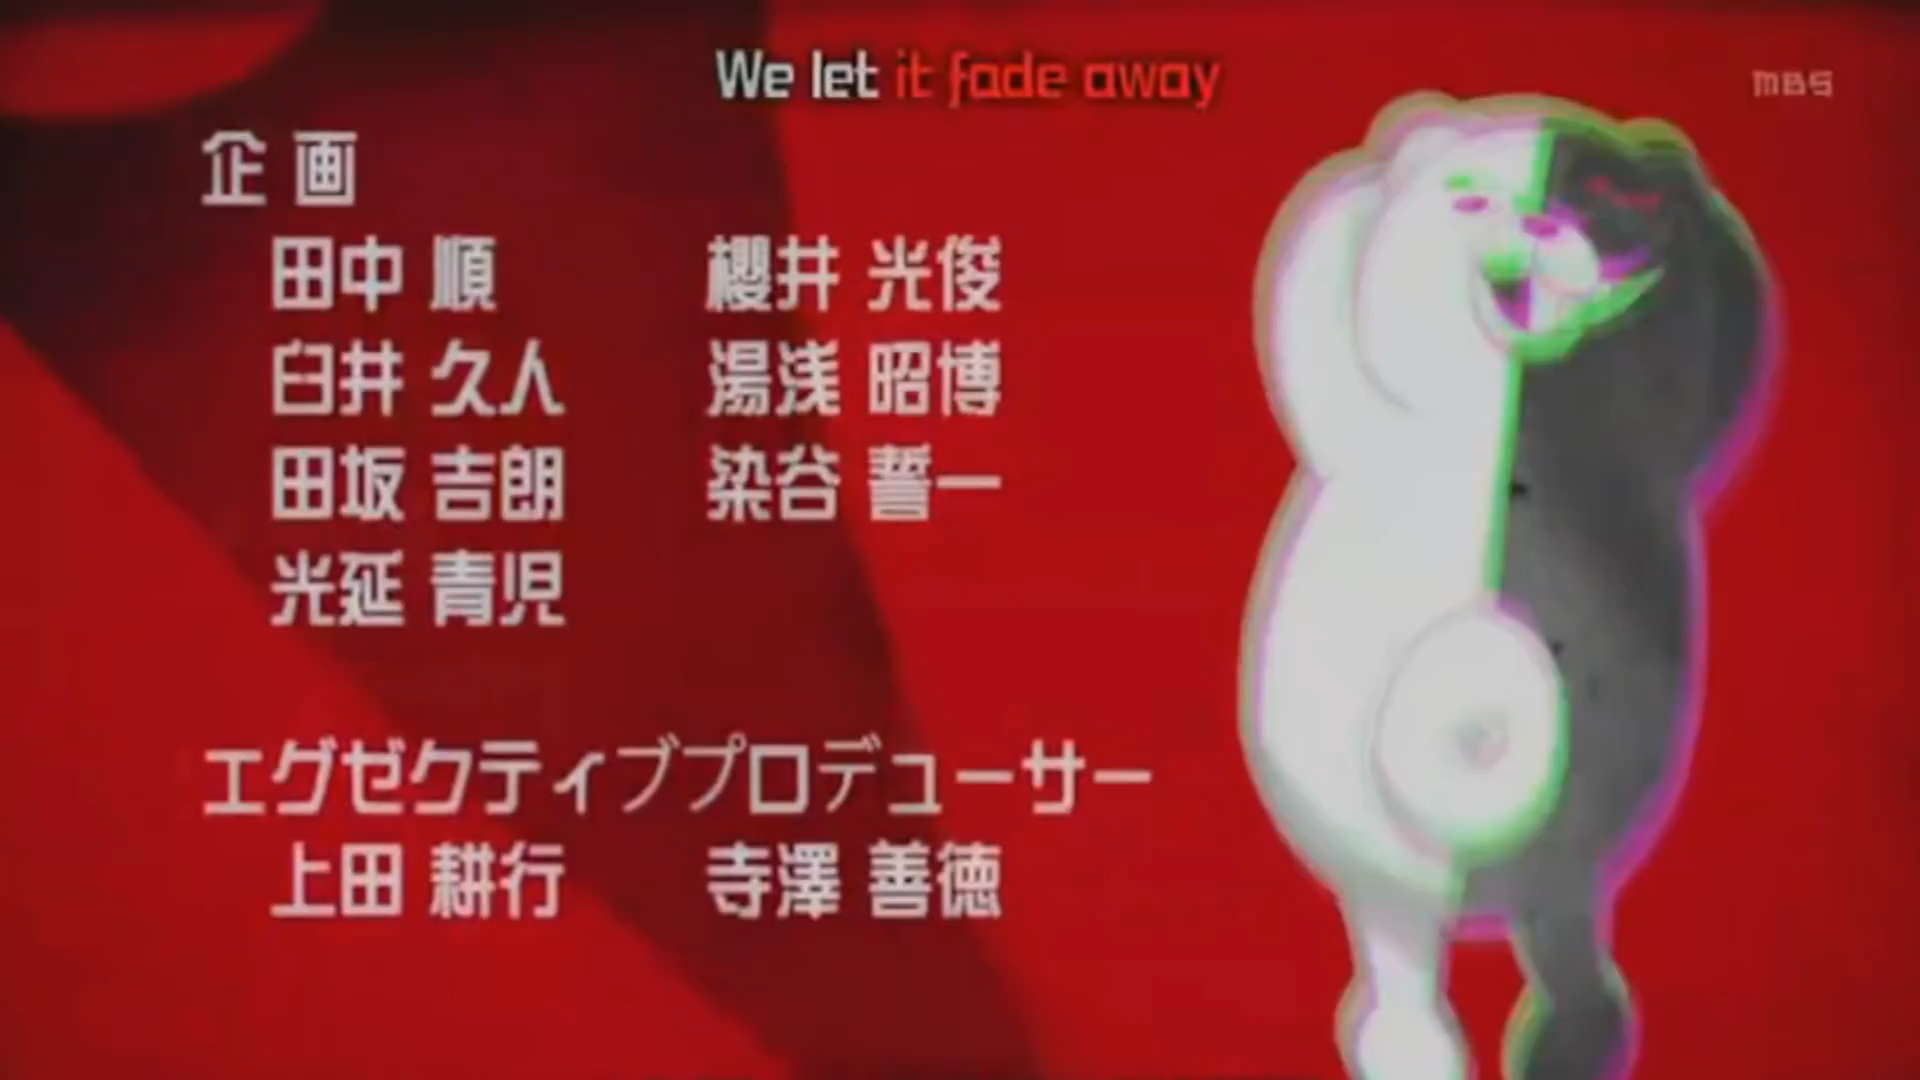 We let it fade away
MBS
企画
田中 順 櫻井 光俊
臼井 久人 湯浅 昭博
田坂 吉朗 染谷 誓一
光延 青児
エグゼクティブプロデューサー
上田 耕行 寺澤 善徳